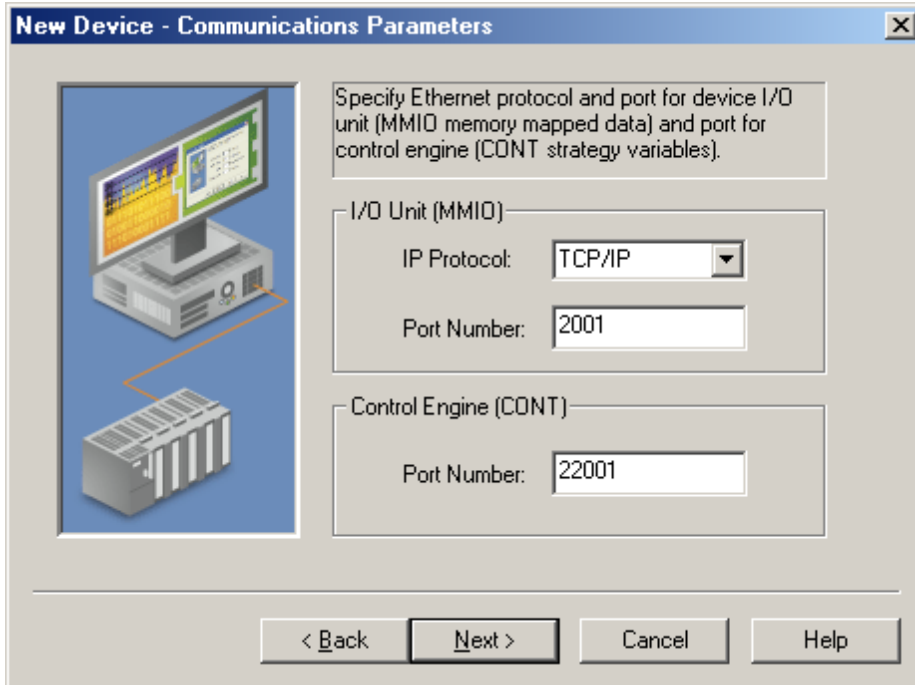 New Device - Communications Parameters
Specify Ethernet protocol and port for device I/O
unit (MMIO memory mapped data) and port for
control engine (CONT strategy variables).
I/O Unit (MMIO)
IP Protocol: TCP/IP
Port Number: 2001
Control Engine (CONT)
Port Number: 22001
< Back Next > Cancel Help